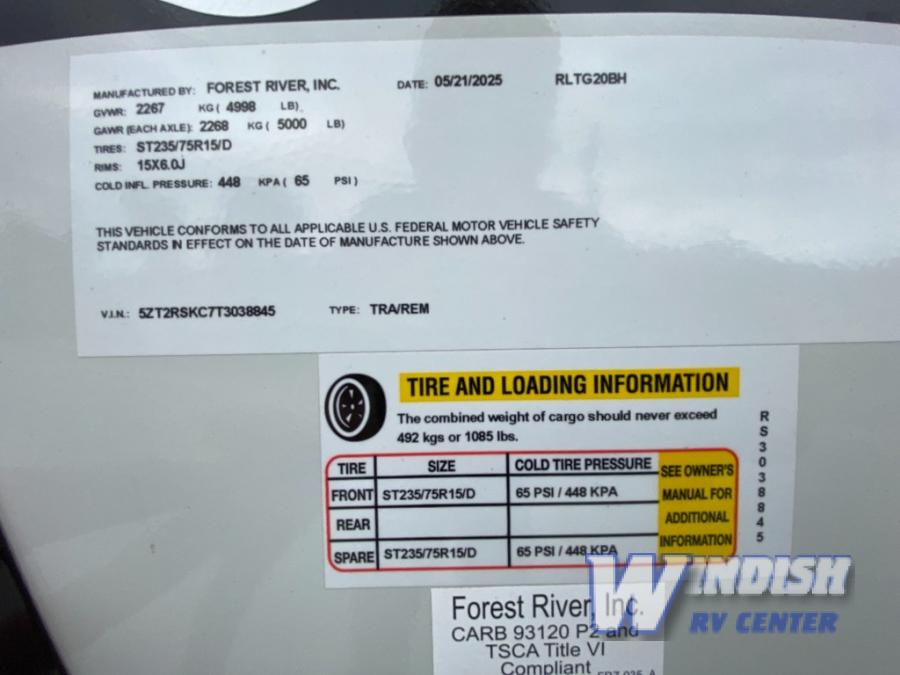 MANUFACTURED BY: FOREST RIVER, INC. DATE: 05/21/2025 RLTG20BH
GVWR: 2267 KG ( 4998 LB)
GAWR (EACH AXLE): 2268 KG ( 5000 LB)
TIRES: ST235/75R15/D
RIMS: 15X6.0J
COLD INFL. PRESSURE: 448 KPA ( 65 PSI )
THIS VEHICLE CONFORMS TO ALL APPLICABLE U.S. FEDERAL MOTOR VEHICLE SAFETY
STANDARDS IN EFFECT ON THE DATE OF MANUFACTURE SHOWN ABOVE.
V.I.N.: 5ZT2RSKC7T3038845 TYPE: TRA/REM
TIRE AND LOADING INFORMATION
The combined weight of cargo should never exceed
492 kgs or 1085 lbs.
TIRE SIZE COLD TIRE PRESSURE
FRONT ST235/75R15/D 65 PSI / 448 KPA
REAR
SPARE ST235/75R15/D 65 PSI / 448 KPA
SEE OWNER'S
MANUAL FOR
ADDITIONAL
INFORMATION
RS3038845
Forest River, Inc.
CARB 93120 P2 and
TSCA Title VI
Compliant
WINDISH
RV CENTER